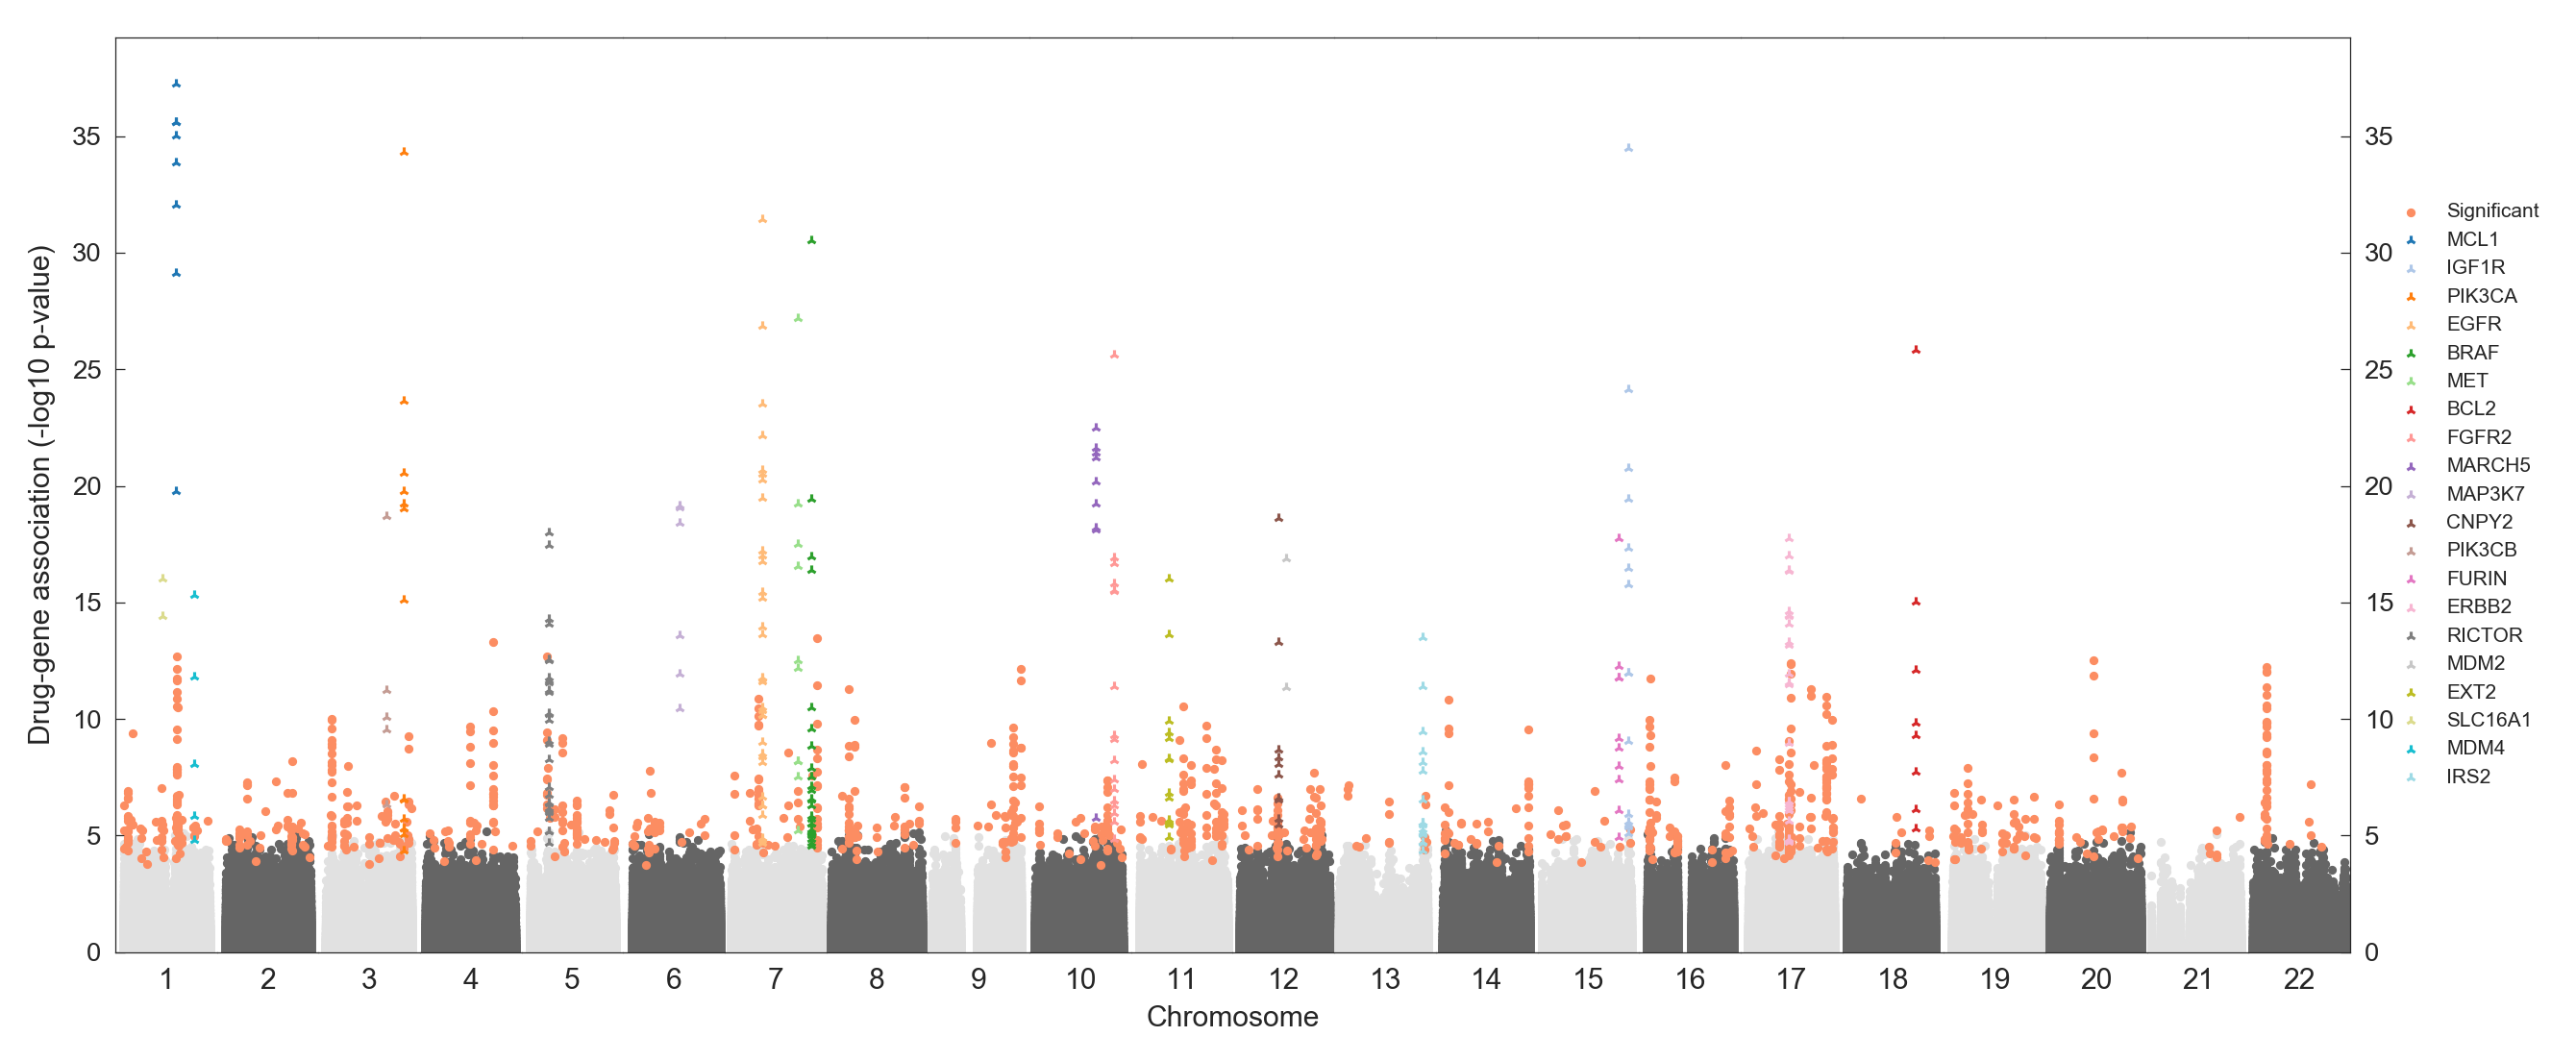 Drug-gene association (-log10 p-value)
35
30
25
20
15
10
5
0
35
30
25
20
15
10
5
0
1 2 3 4 5 6 7 8 9 10 11 12 13 14 15 16 17 18 19 20 21 22
Chromosome
Significant
MCL1
IGF1R
PIK3CA
EGFR
BRAF
MET
BCL2
FGFR2
MARCH5
MAP3K7
CNPY2
PIK3CB
FURIN
ERBB2
RICTOR
MDM2
EXT2
SLC16A1
MDM4
IRS2